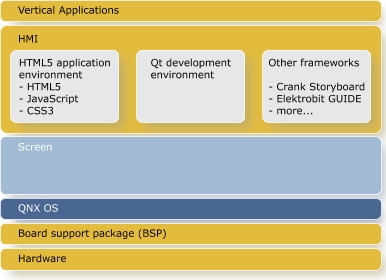 Vertical Applications
HMI
HTML5 application
environment
- HTML5
- JavaScript
- CSS3
Qt development
environment
Other frameworks
- Crank Storyboard
- Elektrobit GUIDE
- more...
Screen
QNX OS
Board support package (BSP)
Hardware